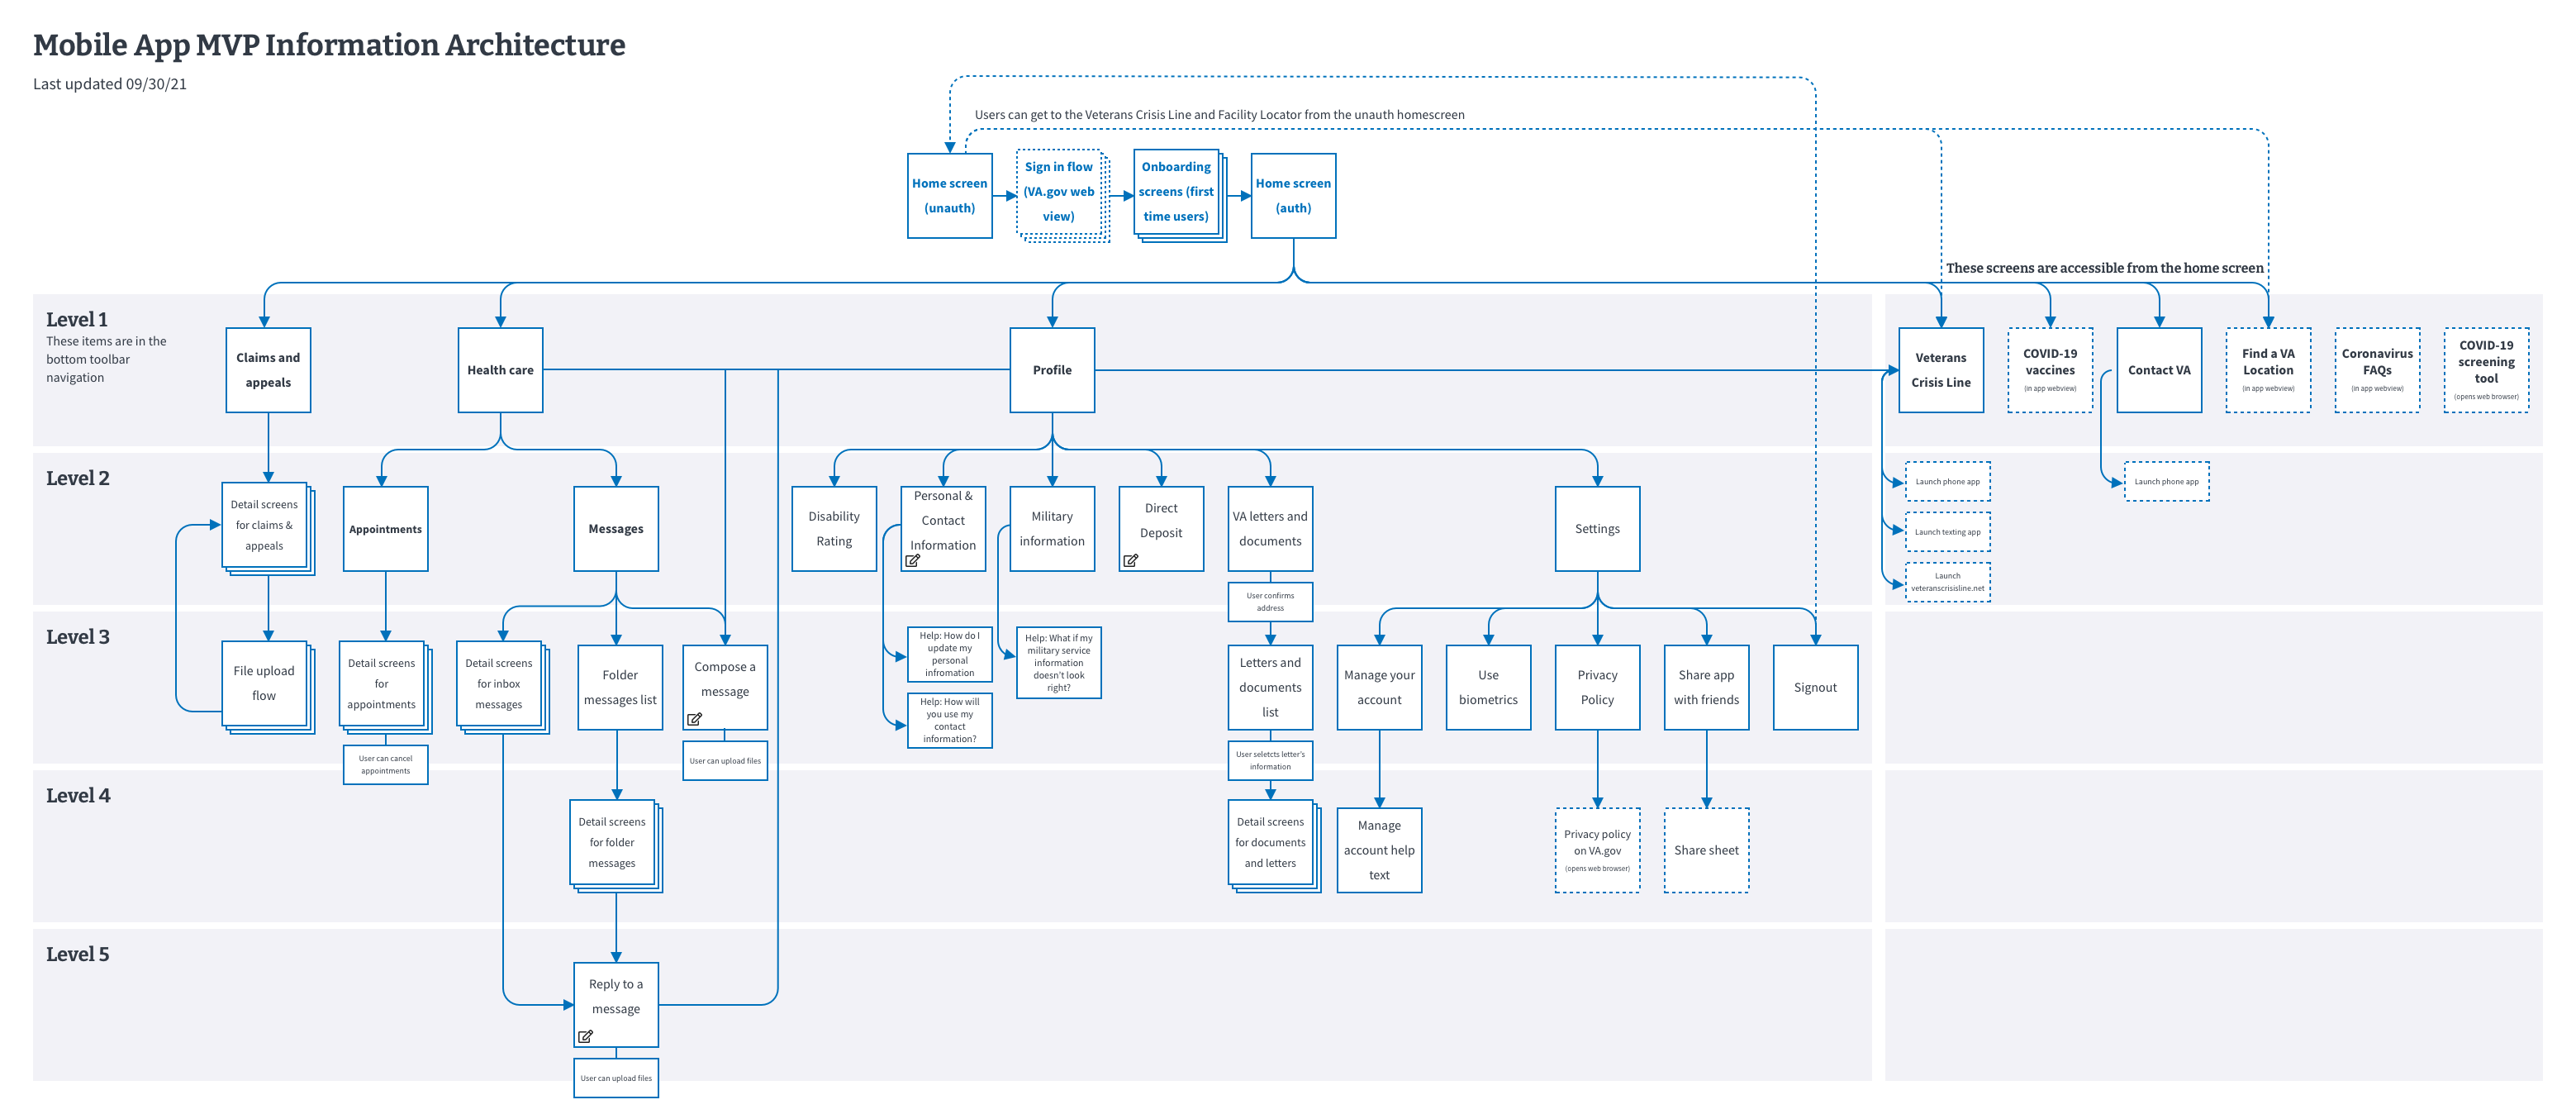 Mobile App MVP Information Architecture
Last updated 09/30/21
Users can get to the Veterans Crisis Line and Facility Locator from the unauth homescreen
Home screen
(unauth)
Sign in flow
(VA.gov web
view)
Onboarding
screens (first
time users)
Home screen
(auth)
These screens are accessible from the home screen
Level 1
These items are in the
bottom toolbar
navigation
Claims and
appeals
Health care
Profile
Veterans
Crisis Line
COVID-19
vaccines
(in app webview)
Contact VA
Find a VA
Location
(in app webview)
Coronavirus
FAQs
(in app webview)
COVID-19
screening
tool
(opens web browser)
Level 2
Detail screens
for claims &
appeals
Appointments
Messages
Disability
Rating
Personal &
Contact
Information
Military
information
Direct
Deposit
VA letters and
documents
User confirms
address
Settings
Launch phone app
Launch texting app
Launch
veteranscrisisline.net
Launch phone app
Level 3
File upload
flow
Detail screens
for
appointments
User can cancel
appointments
Detail screens
for inbox
messages
Folder
messages list
Compose a
message
User can upload files
Help: How do I
update my
personal
infromation
Help: How will
you use my
contact
information?
Help: What if my
military service
information
doesn't look
right?
Letters and
documents
list
User seletcts letter's
information
Manage your
account
Use
biometrics
Privacy
Policy
Share app
with friends
Signout
Level 4
Detail screens
for folder
messages
Detail screens
for documents
and letters
Manage
account help
text
Privacy policy
on VA.gov
(opens web browser)
Share sheet
Level 5
Reply to a
message
User can upload files